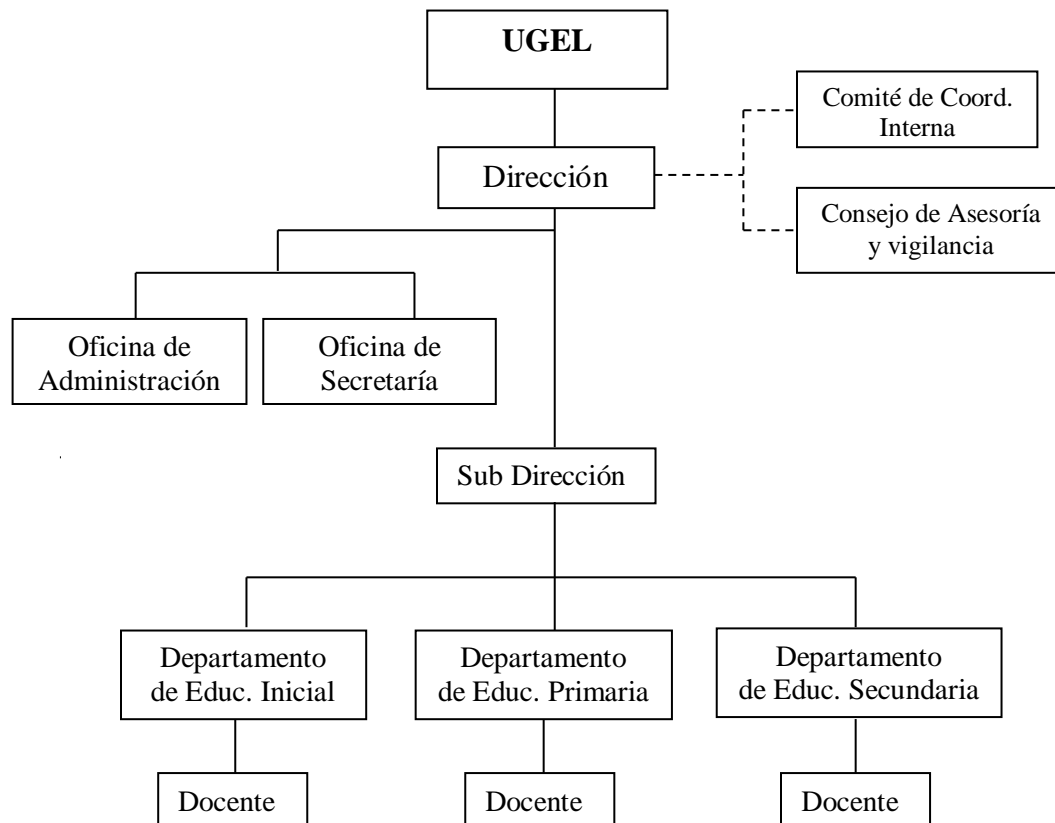 UGEL
Comité de Coord.
Interna
Dirección
Consejo de Asesoría
y vigilancia
Oficina de
Administración
Oficina de
Secretaría
Sub Dirección
Departamento
de Educ. Inicial
Departamento
de Educ. Primaria
Departamento
de Educ. Secundaria
Docente
Docente
Docente